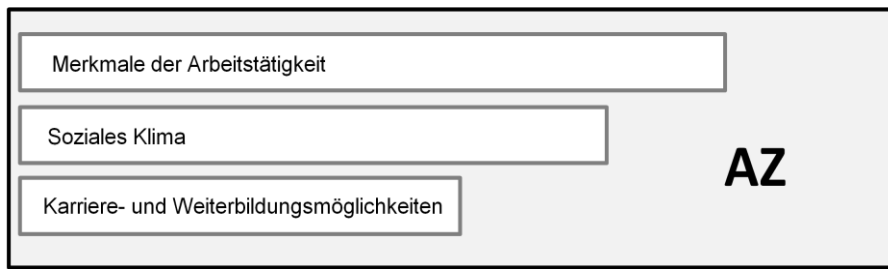 Merkmale der Arbeitstätigkeit
Soziales Klima
AZ
Karriere- und Weiterbildungsmöglichkeiten